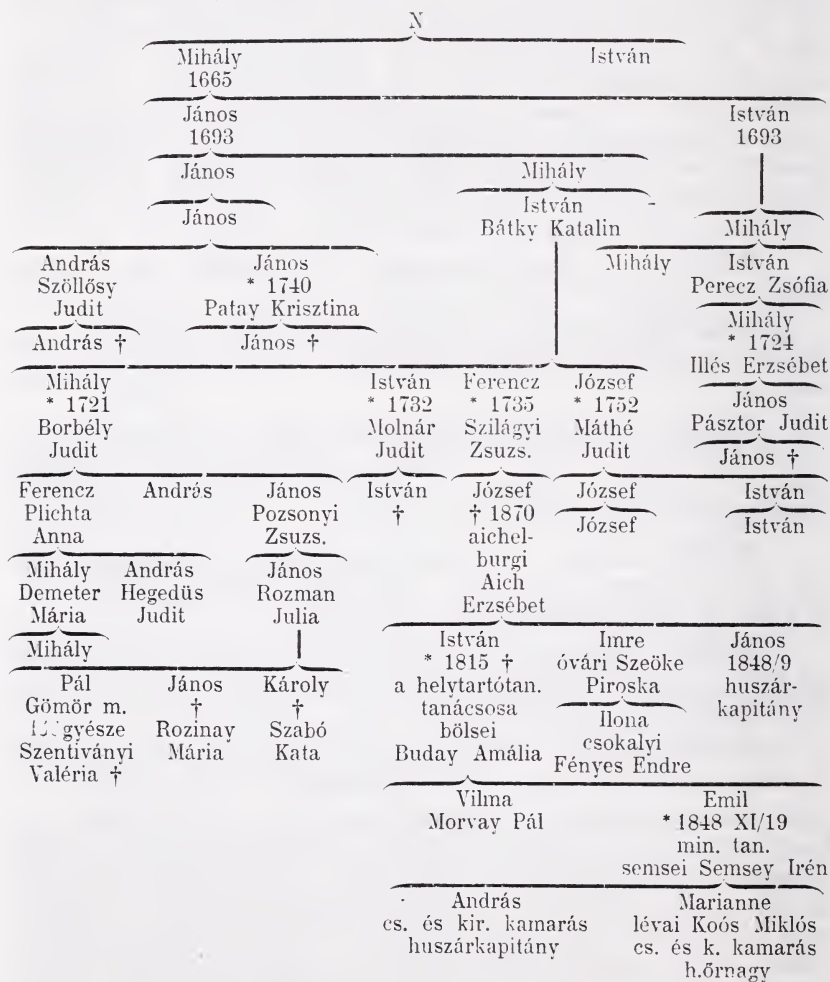 N
Mihály István
1665
János István
1693 1693
János Mihály
János István
Bátky Katalin Mihály
András János Mihály István
Szöllősy * 1740 Perecz Zsófia
Judit Patay Krisztina Mihály
András † János † * 1724
Illés Erzsébet
Mihály István Ferencz József János
* 1721 * 1732 * 1735 * 1752 Pásztor Judit
Borbély Molnár Szilágyi Máthé János †
Judit Judit Zsuzs. Judit
Ferencz András János István József József István
Plichta Pozsonyi † † 1870 József István
Anna Zsuzs. aichel-
burgi
Mihály András János Aich
Demeter Hegedüs Rozman Erzsébet
Mária Judit Julia
Mihály
István Imre János
* 1815 † óvári Szeőke 1848/9
a helytartótan. Piroska huszár-
tanácsosa Ilona kapitány
bölsei csokalyi
Buday Amália Fényes Endre
Pál János Károly
Gömör m. † †
Rozinay Szabó
Szentiványi Mária Kata
Valéria †
Vilma Emil
Morvay Pál * 1848 XI/19
min. tan.
semsei Semsey Irén
András Marianne
cs. és kir. kamarás lévai Koós Miklós
huszárkapitány cs. és k. kamarás
h.őrnagy